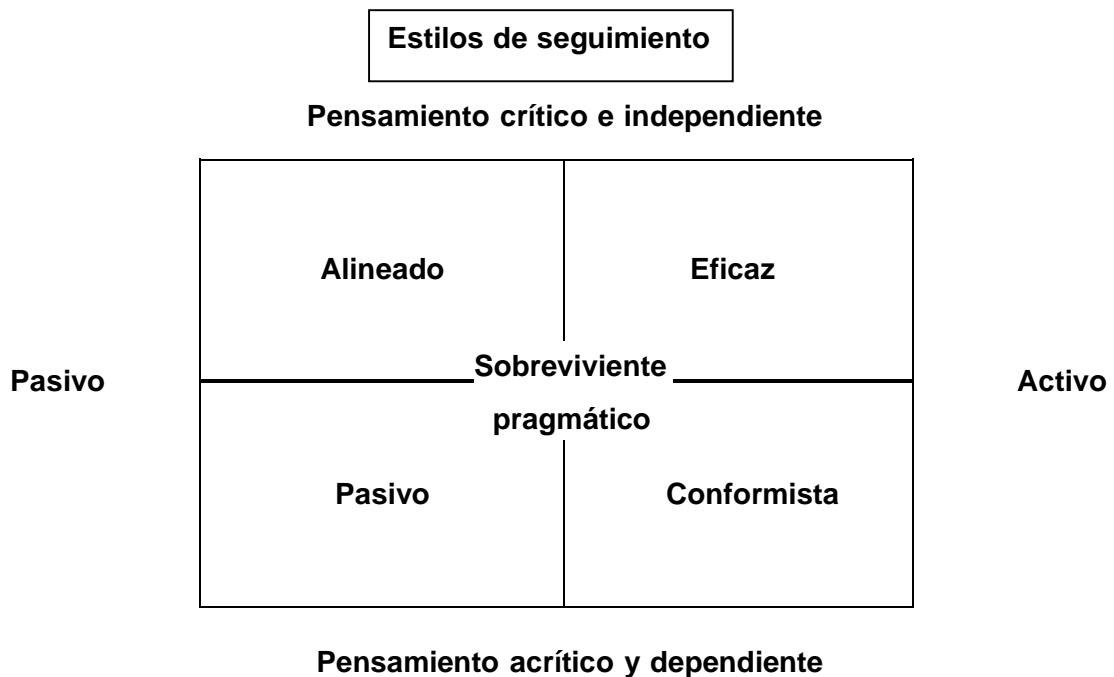 Estilos de seguimiento
Pensamiento crítico e independiente
Alineado
Eficaz
Pasivo
Sobreviviente
pragmático
Activo
Pasivo
Conformista
Pensamiento acrítico y dependiente